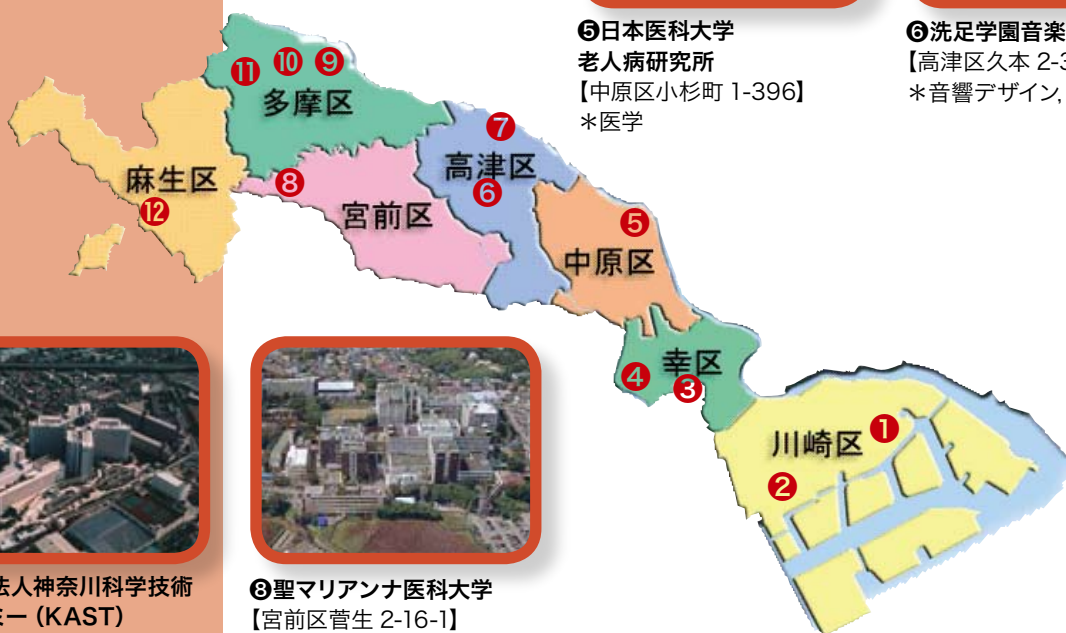 ❺日本医科大学
老人病研究所
【中原区小杉町 1-396】
＊医学
❻洗足学園音楽
【高津区久本 2-3
＊音響デザイン,
⓫
❿
❾
多摩区
❼
高津区
❻
麻生区
⓬
❽
宮前区
❺
中原区
幸区
❹
❸
川崎区
❶
❷
法人神奈川科学技術
ミー (KAST)
❽聖マリアンナ医科大学
【宮前区菅生 2-16-1】